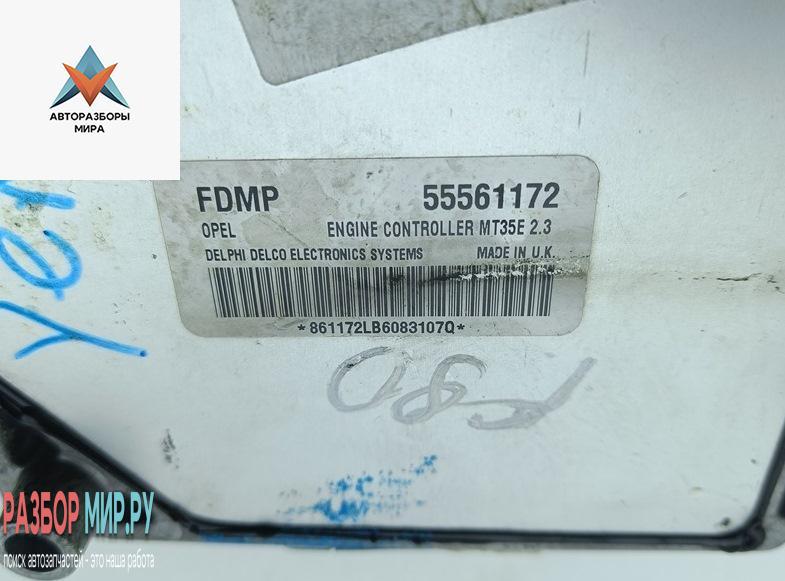 АВТОРАЗБОРЫ
МИРА
FDMP 55561172
OPEL ENGINE CONTROLLER MT35E 2.3
DELPHI DELCO ELECTRONICS SYSTEMS MADE IN U.K.
*861172LB6083107Q*
РАЗБОР МИР.РУ
поиск автозапчастей - это наша работа